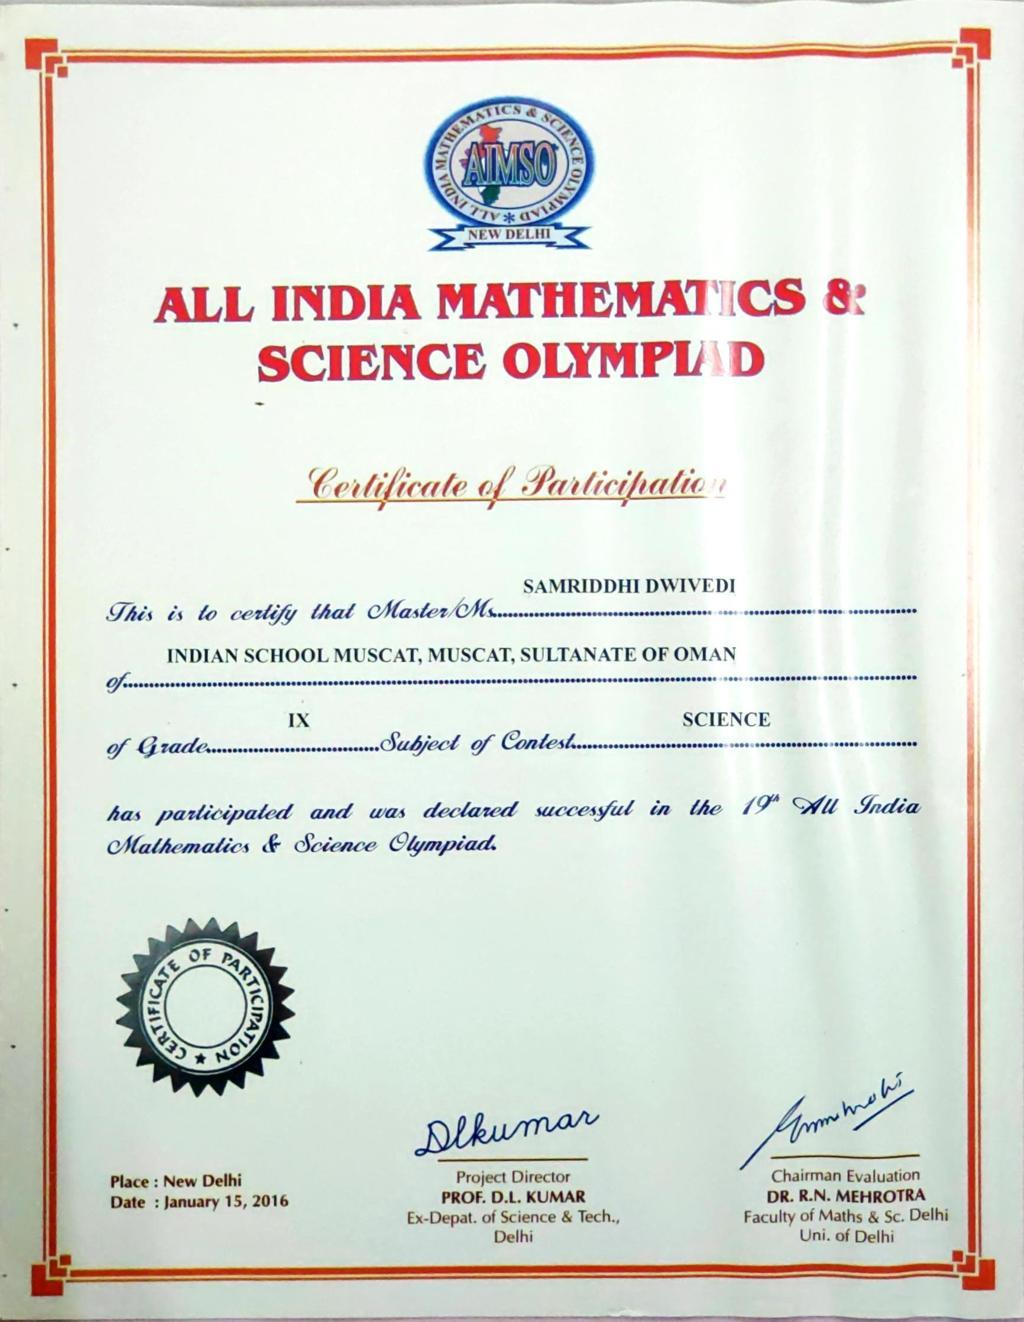 ALL INDIA MATHEMATICS & SCIENCE OLYMPIAD
AIMSO
NEW DELHI
ALL INDIA MATHEMATICS &
SCIENCE OLYMPIAD
Certificate of Participation
SAMRIDDHI DWIVEDI
This is to certify that Master/Ms.
INDIAN SCHOOL MUSCAT, MUSCAT, SULTANATE OF OMAN
of
IX SCIENCE
of Grade Subject of Contest
has participated and was declared successful in the 19th All India
Mathematics & Science Olympiad.
CERTIFICATE OF PARTICIPATION
DLkumar
Place : New Delhi
Date : January 15, 2016
Project Director
PROF. D.L. KUMAR
Ex-Depat. of Science & Tech.,
Delhi
Chairman Evaluation
DR. R.N. MEHROTRA
Faculty of Maths & Sc. Delhi
Uni. of Delhi